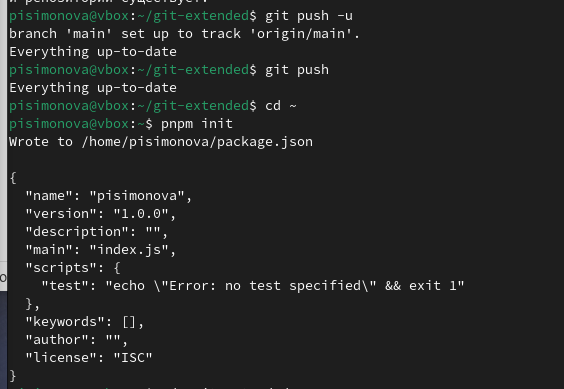 репозитории существует.
pisimonova@vbox:~/git-extended$ git push -u
branch 'main' set up to track 'origin/main'.
Everything up-to-date
pisimonova@vbox:~/git-extended$ git push
Everything up-to-date
pisimonova@vbox:~/git-extended$ cd ~
pisimonova@vbox:~$ pnpm init
Wrote to /home/pisimonova/package.json

{
  "name": "pisimonova",
  "version": "1.0.0",
  "description": "",
  "main": "index.js",
  "scripts": {
    "test": "echo \"Error: no test specified\" && exit 1"
  },
  "keywords": [],
  "author": "",
  "license": "ISC"
}